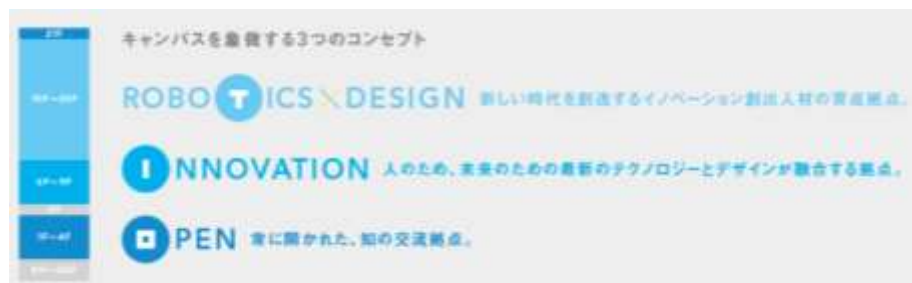 キャンパスを象徴する3つのコンセプト
ROBOTICS×DESIGN 新しい時代を創造するイノベーション創出人材の育成拠点。
INNOVATION 人のため、未来のための最新のテクノロジーとデザインが融合する拠点。
OPEN 常に開かれた、知の交流拠点。